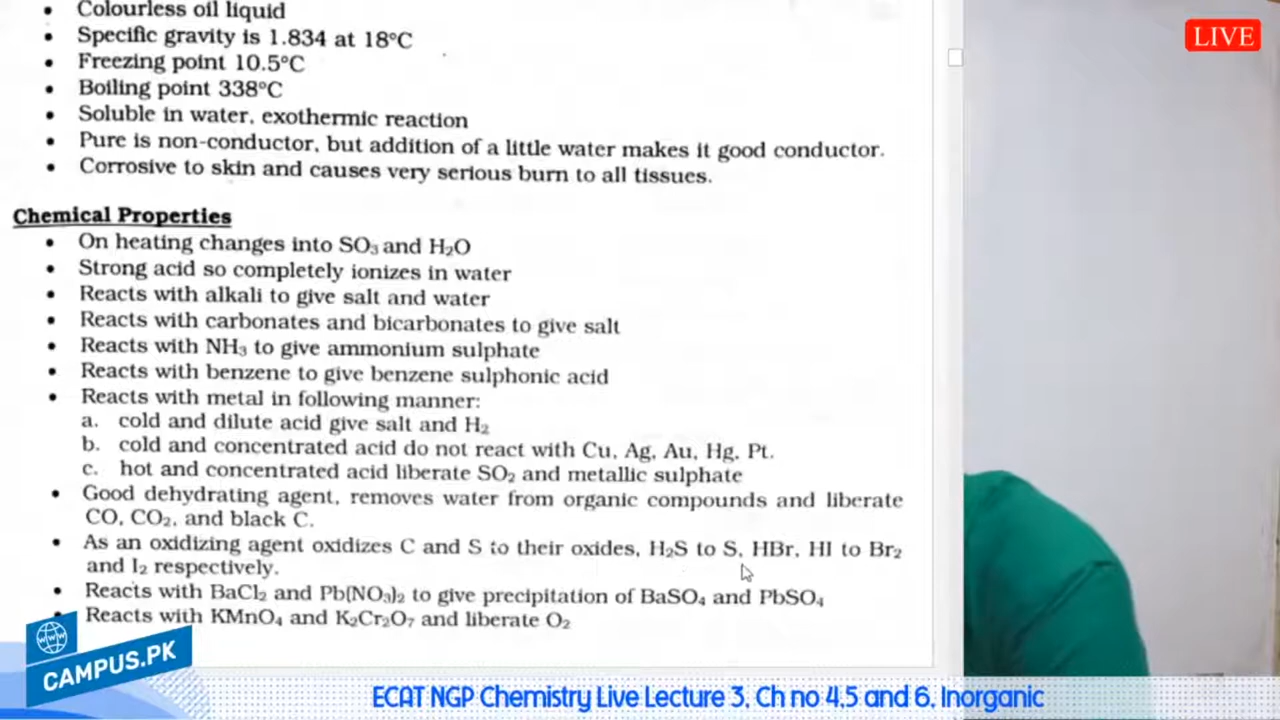 • Colourless oil liquid
• Specific gravity is 1.834 at 18°C
• Freezing point 10.5°C
• Boiling point 338°C
• Soluble in water, exothermic reaction
• Pure is non-conductor, but addition of a little water makes it good conductor.
• Corrosive to skin and causes very serious burn to all tissues.
Chemical Properties
• On heating changes into SO₃ and H₂O
• Strong acid so completely ionizes in water
• Reacts with alkali to give salt and water
• Reacts with carbonates and bicarbonates to give salt
• Reacts with NH₃ to give ammonium sulphate
• Reacts with benzene to give benzene sulphonic acid
• Reacts with metal in following manner:
a. cold and dilute acid give salt and H₂
b. cold and concentrated acid do not react with Cu, Ag, Au, Hg, Pt.
c. hot and concentrated acid liberate SO₂ and metallic sulphate
• Good dehydrating agent, removes water from organic compounds and liberate
CO, CO₂, and black C.
• As an oxidizing agent oxidizes C and S to their oxides, H₂S to S, HBr, HI to Br₂
and I₂ respectively.
• Reacts with BaCl₂ and Pb(NO₃)₂ to give precipitation of BaSO₄ and PbSO₄
• Reacts with KMnO₄ and K₂Cr₂O₇ and liberate O₂
LIVE
WWW
CAMPUS.PK
ECAT NGP Chemistry Live Lecture 3, Ch no 4,5 and 6, Inorganic